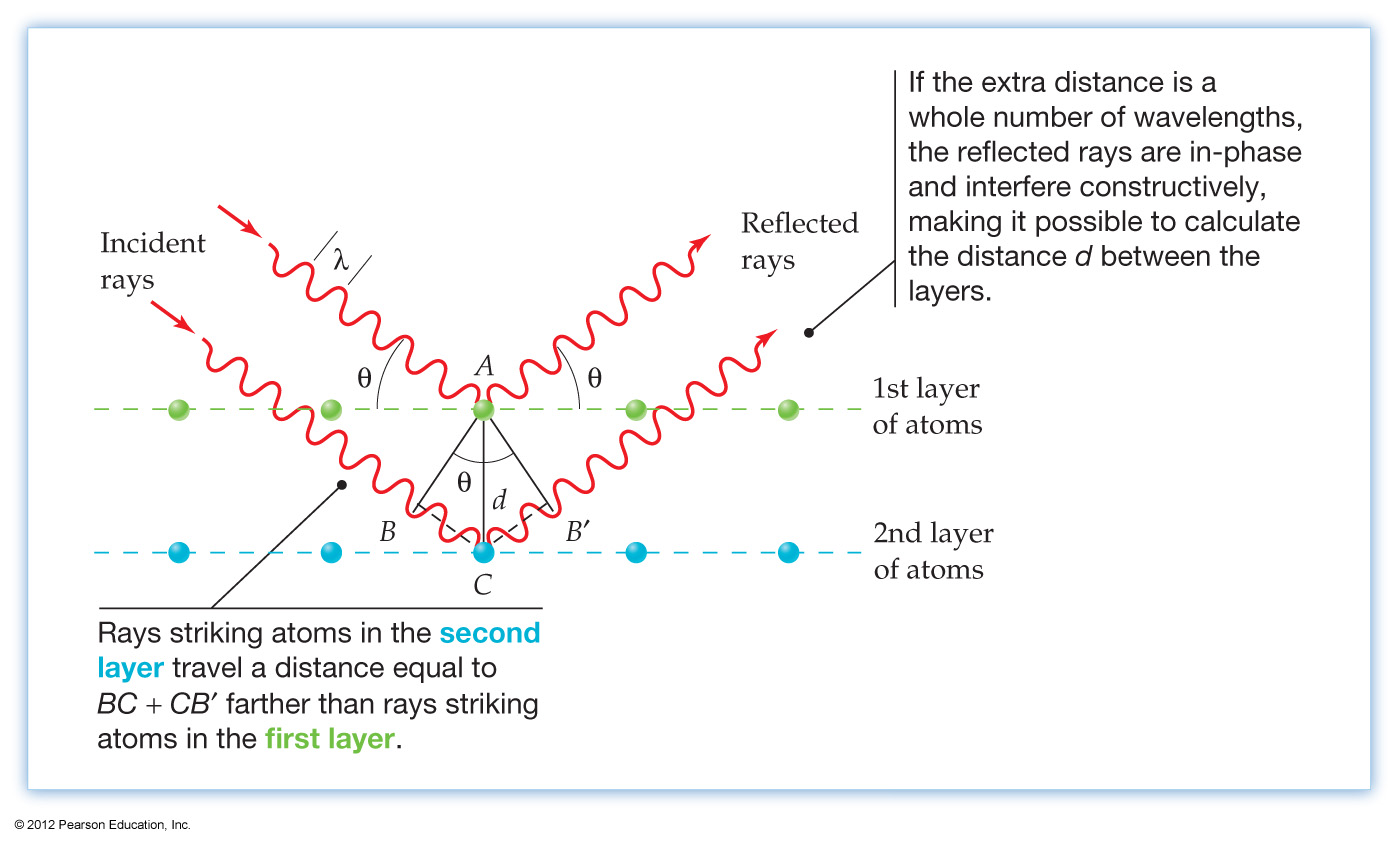 If the extra distance is a
whole number of wavelengths,
the reflected rays are in-phase
and interfere constructively,
making it possible to calculate
the distance d between the
layers.
Incident
rays
λ
Reflected
rays
θ
A
θ
1st layer
of atoms
θ
d
B
B′
2nd layer
of atoms
C
Rays striking atoms in the second
layer travel a distance equal to
BC + CB′ farther than rays striking
atoms in the first layer.
© 2012 Pearson Education, Inc.